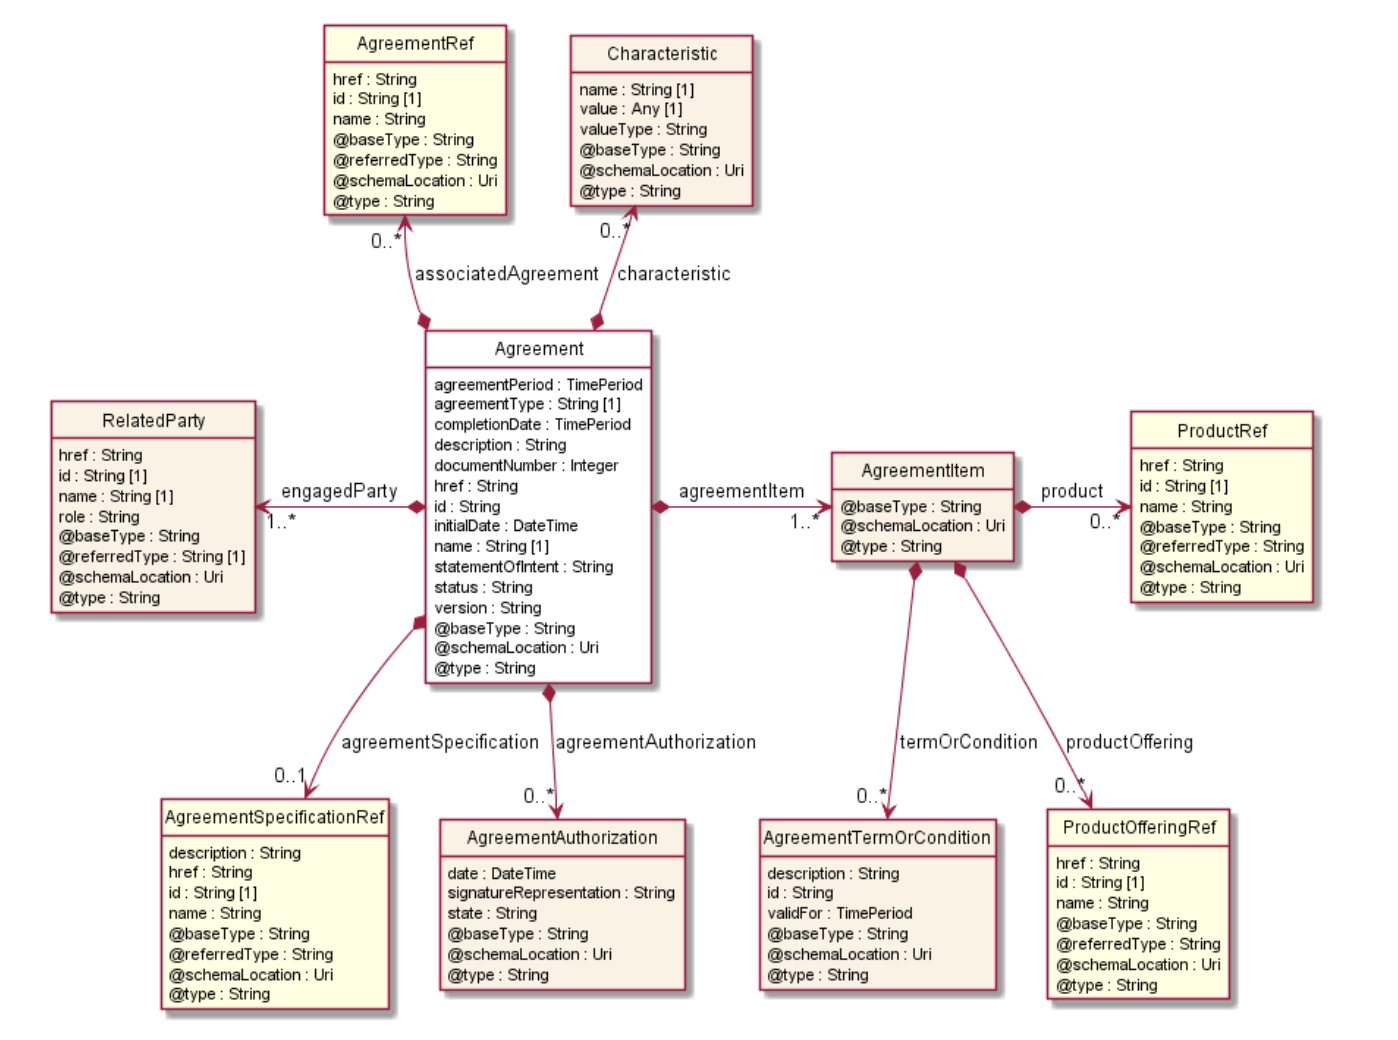 AgreementRef
href : String
id : String [1]
name : String
@baseType : String
@referredType : String
@schemaLocation : Uri
@type : String
Characteristic
name : String [1]
value : Any [1]
valueType : String
@baseType : String
@schemaLocation : Uri
@type : String
0..*
0..*
associatedAgreement
characteristic
Agreement
agreementPeriod : TimePeriod
agreementType : String [1]
completionDate : TimePeriod
description : String
documentNumber : Integer
href : String
id : String
initialDate : DateTime
name : String [1]
statementOfIntent : String
status : String
version : String
@baseType : String
@schemaLocation : Uri
@type : String
RelatedParty
href : String
id : String [1]
name : String [1]
role : String
@baseType : String
@referredType : String [1]
@schemaLocation : Uri
@type : String
engagedParty
1..*
agreementItem
1..*
AgreementItem
@baseType : String
@schemaLocation : Uri
@type : String
product
0..*
ProductRef
href : String
id : String [1]
name : String
@baseType : String
@referredType : String
@schemaLocation : Uri
@type : String
agreementSpecification
0..1
agreementAuthorization
0..*
termOrCondition
0..*
productOffering
0..*
AgreementSpecificationRef
description : String
href : String
id : String [1]
name : String
@baseType : String
@referredType : String
@schemaLocation : Uri
@type : String
AgreementAuthorization
date : DateTime
signatureRepresentation : String
state : String
@baseType : String
@schemaLocation : Uri
@type : String
AgreementTermOrCondition
description : String
id : String
validFor : TimePeriod
@baseType : String
@schemaLocation : Uri
@type : String
ProductOfferingRef
href : String
id : String [1]
name : String
@baseType : String
@referredType : String
@schemaLocation : Uri
@type : String